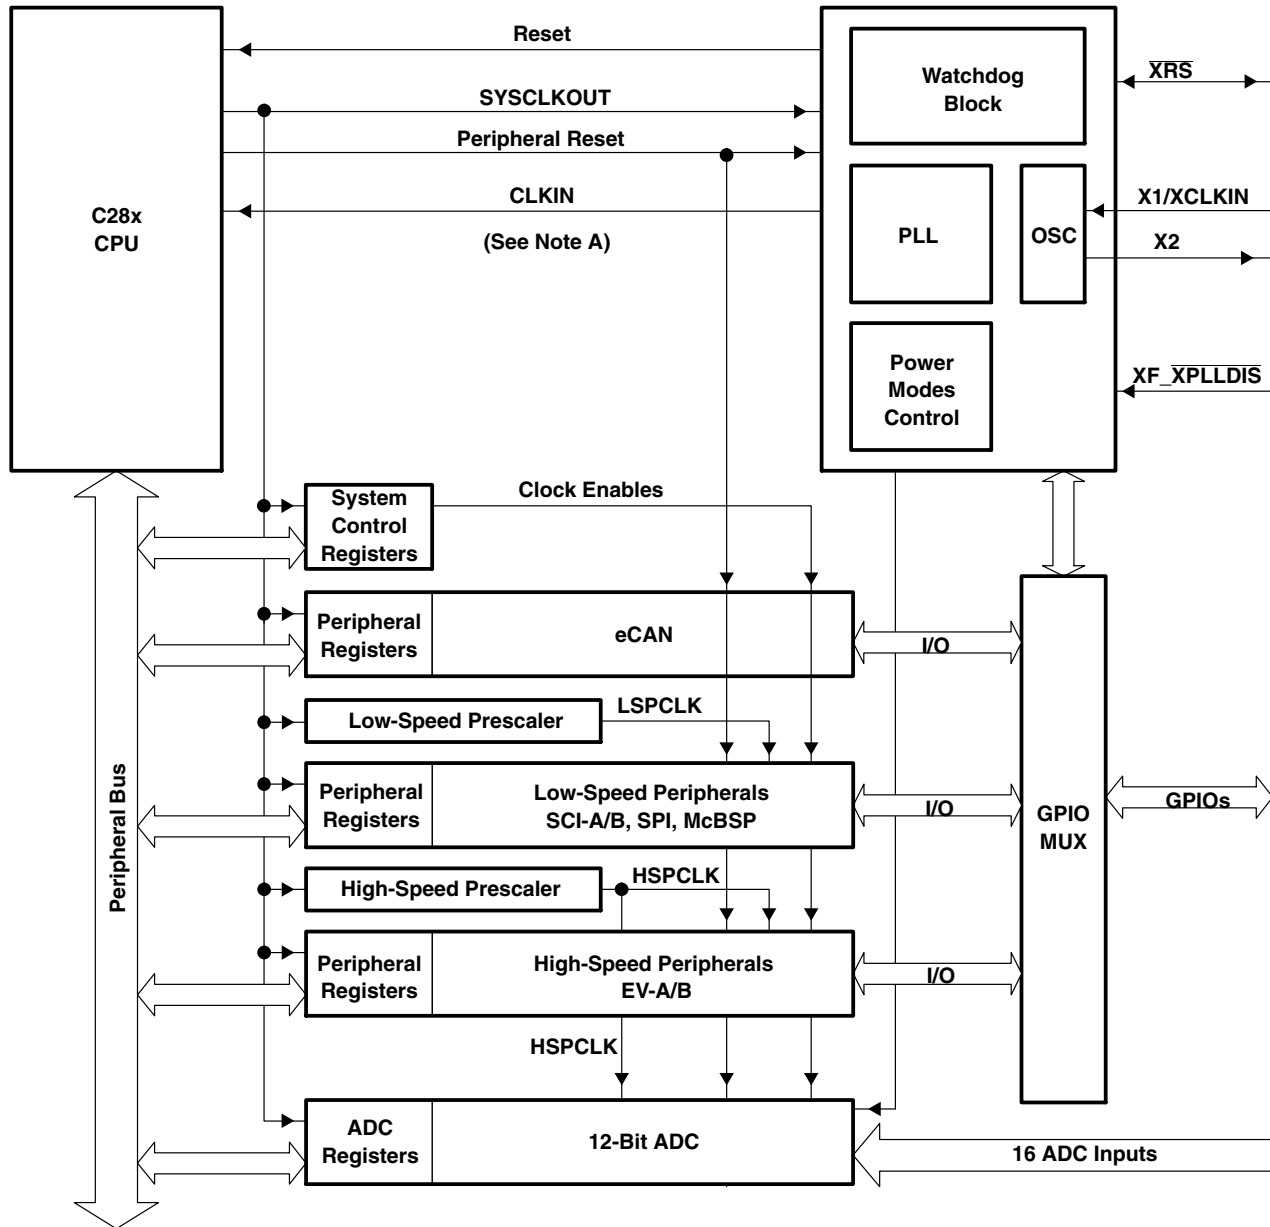 Reset
Watchdog
Block
XRS
SYSCLKOUT
Peripheral Reset
C28x
CPU
CLKIN
(See Note A)
PLL
OSC
X1/XCLKIN
X2
Power
Modes
Control
XF_XPLLDIS
System
Control
Registers
Clock Enables
Peripheral
Registers
eCAN
I/O
Low-Speed Prescaler
LSPCLK
Peripheral Bus
Peripheral
Registers
Low-Speed Peripherals
SCI-A/B, SPI, McBSP
I/O
GPIO
MUX
GPIOs
High-Speed Prescaler
HSPCLK
Peripheral
Registers
High-Speed Peripherals
EV-A/B
I/O
HSPCLK
ADC
Registers
12-Bit ADC
16 ADC Inputs